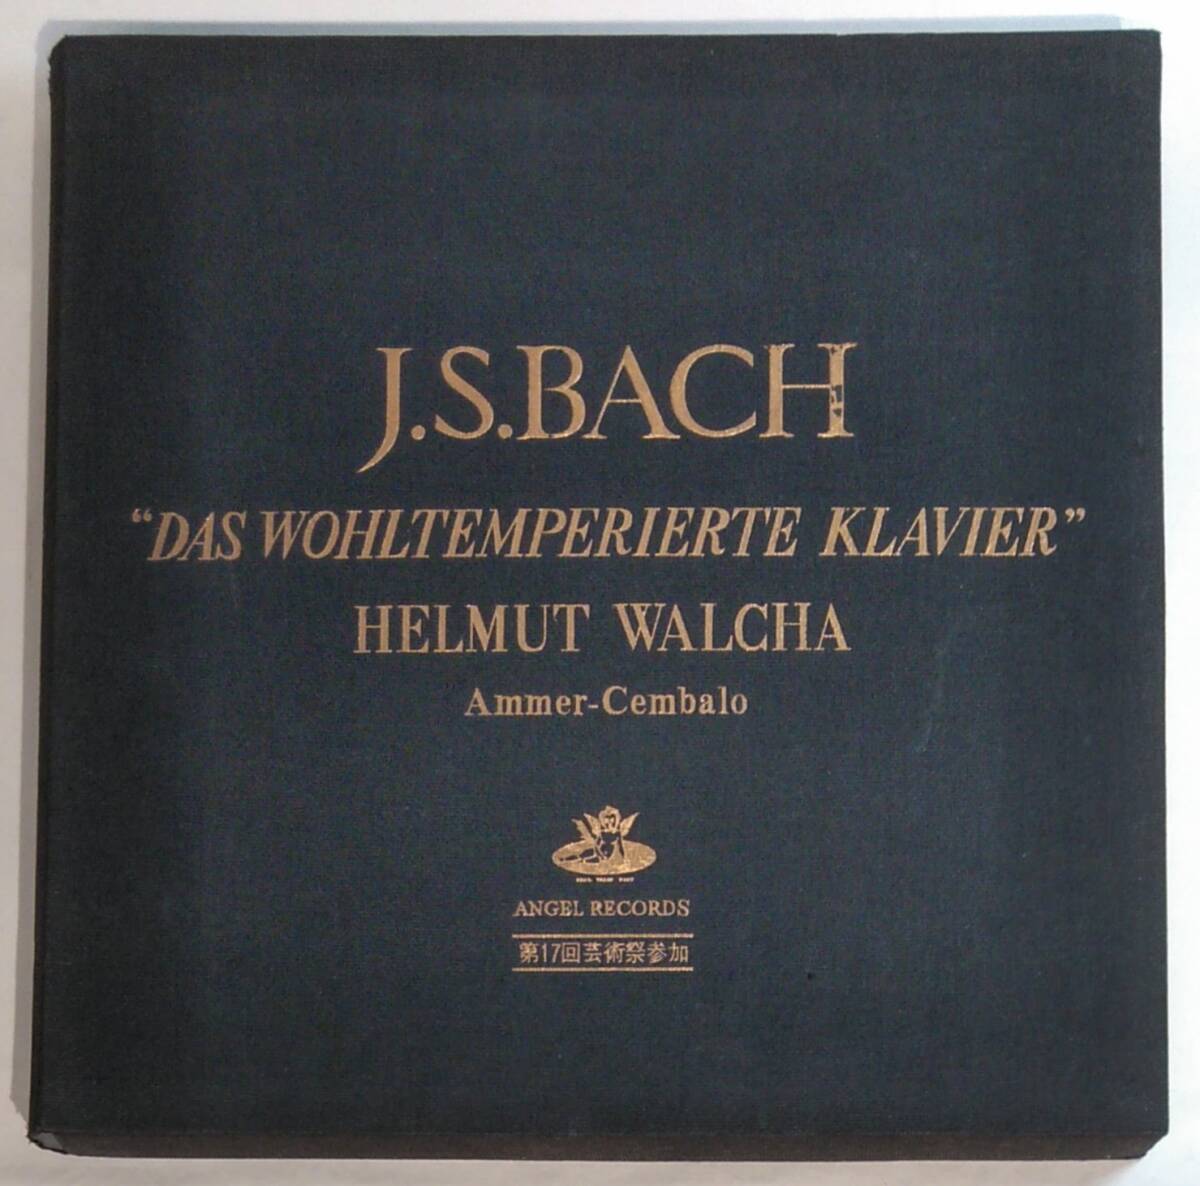 J.S.BACH
“DAS WOHLTEMPERIERTE KLAVIER”
HELMUT WALCHA
Ammer-Cembalo
ANGEL RECORDS
第17回芸術祭参加